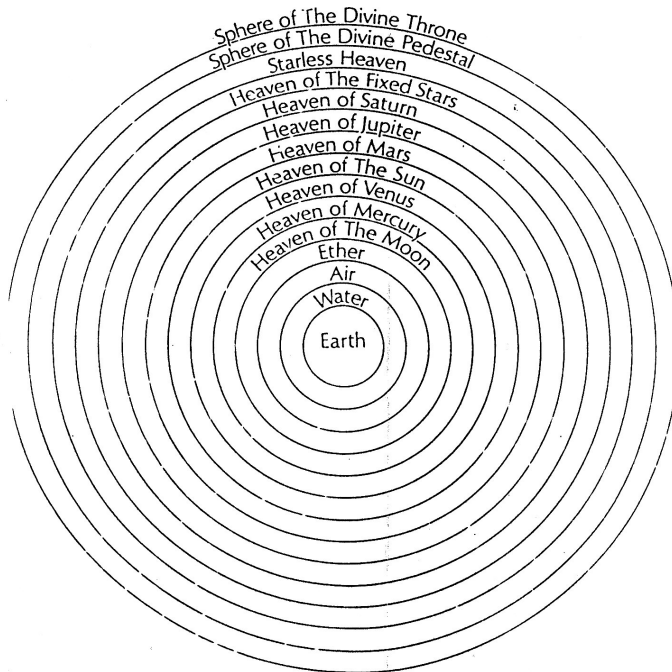 Sphere of The Divine Throne
Sphere of The Divine Pedestal
Starless Heaven
Heaven of The Fixed Stars
Heaven of Saturn
Heaven of Jupiter
Heaven of Mars
Heaven of The Sun
Heaven of Venus
Heaven of Mercury
Heaven of The Moon
Ether
Air
Water
Earth